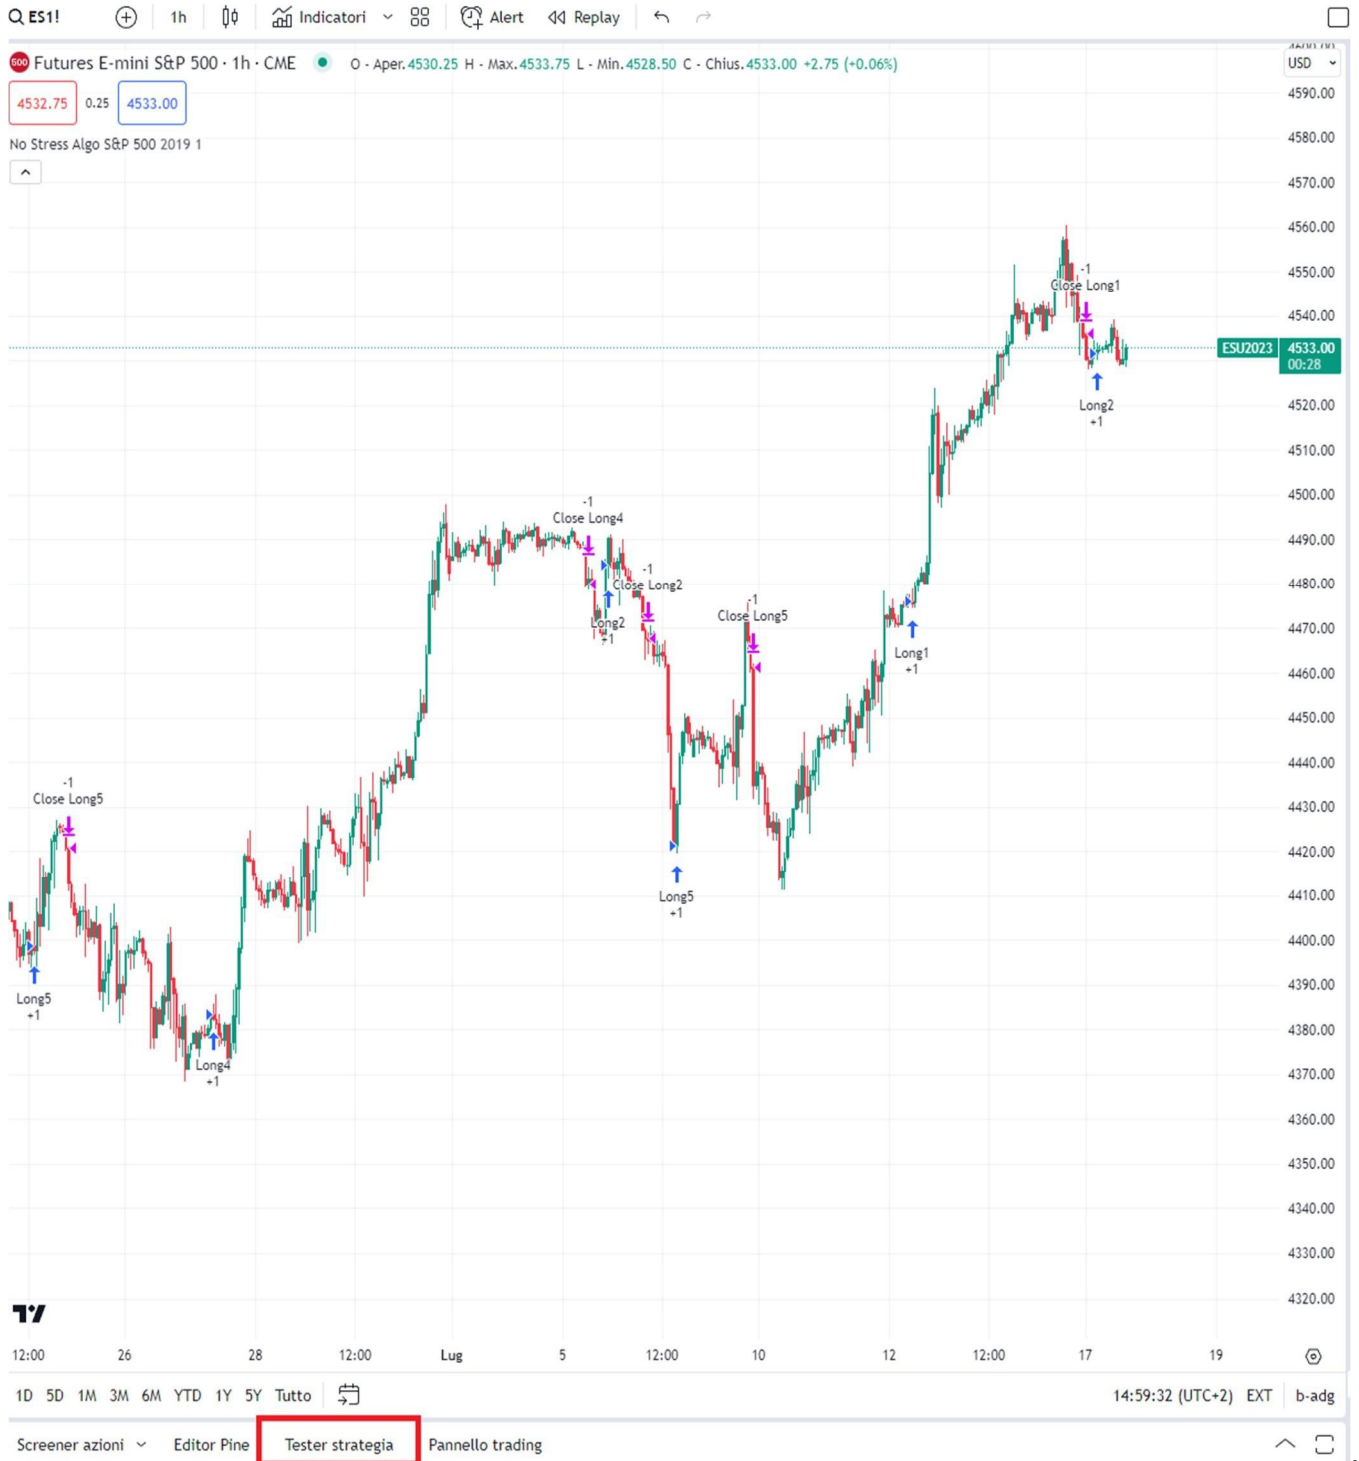 ES1!
1h
Indicatori
Alert
Replay
500 Futures E-mini S&P 500 · 1h · CME
O - Aper.4530.25 H - Max.4533.75 L - Min.4528.50 C - Chius.4533.00 +2.75 (+0.06%)
USD
4532.75
0.25
4533.00
No Stress Algo S&P 500 2019 1
4590.00
4580.00
4570.00
4560.00
4550.00
4540.00
ESU2023
4533.00
00:28
4520.00
4510.00
4500.00
4490.00
4480.00
4470.00
4460.00
4450.00
4440.00
4430.00
4420.00
4410.00
4400.00
4390.00
4380.00
4370.00
4360.00
4350.00
4340.00
4330.00
4320.00
-1
Close Long1
Long2
+1
-1
Close Long4
-1
Close Long2
Long2
+1
-1
Close Long5
Long1
+1
-1
Close Long5
Long5
+1
Long5
+1
Long4
+1
12:00
26
28
12:00
Lug
5
12:00
10
12
12:00
17
19
1D 5D 1M 3M 6M YTD 1Y 5Y Tutto
14:59:32 (UTC+2) EXT b-adg
Screener azioni
Editor Pine
Tester strategia
Pannello trading